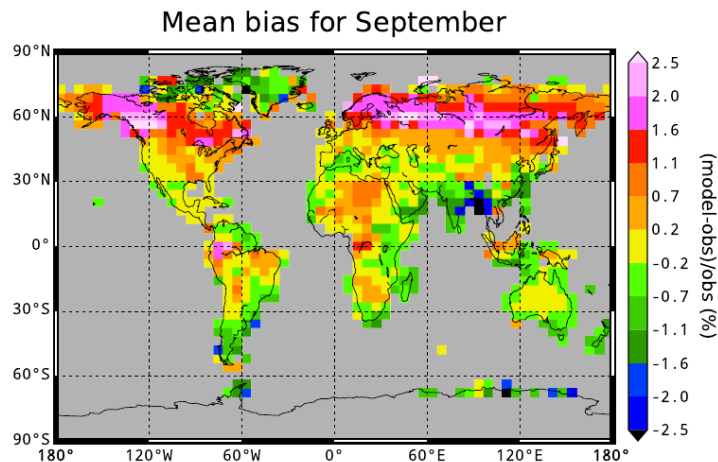 Mean bias for September
90°N
60°N
30°N
0°
30°S
60°S
90°S
180° 120°W 60°W 0° 60°E 120°E 180°
2.5
2.0
1.6
1.1
0.7
0.2
-0.2
-0.7
-1.1
-1.6
-2.0
-2.5
(model-obs)/obs (%)